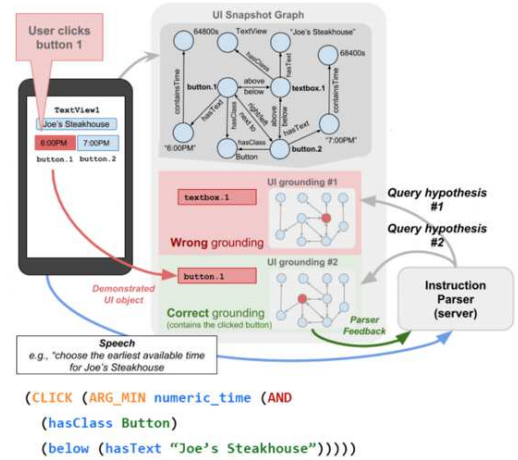 User clicks
button 1
TextView1
Joe's Steakhouse
6:00PM
7:00PM
button.1
button.2
UI Snapshot Graph
64800s
TextView
"Joe's Steakhouse"
68400s
containsTime
hasClass
hasText
containsTime
button.1
above
below
textbox.1
hasText
hasClass
right/left
next to
above
below
hasText
"6:00PM"
hasClass
Button
button.2
"7:00PM"
UI grounding #1
textbox.1
Wrong grounding
UI grounding #2
button.1
Correct grounding
(contains the clicked button)
Demonstrated
UI object
Query hypothesis
#1
Query hypothesis
#2
Instruction
Parser
(server)
Parser
Feedback
Speech
e.g., "choose the earliest available time
for Joe's Steakhouse
(CLICK (ARG_MIN numeric_time (AND
(hasClass Button)
(below (hasText “Joe’s Steakhouse”)))))